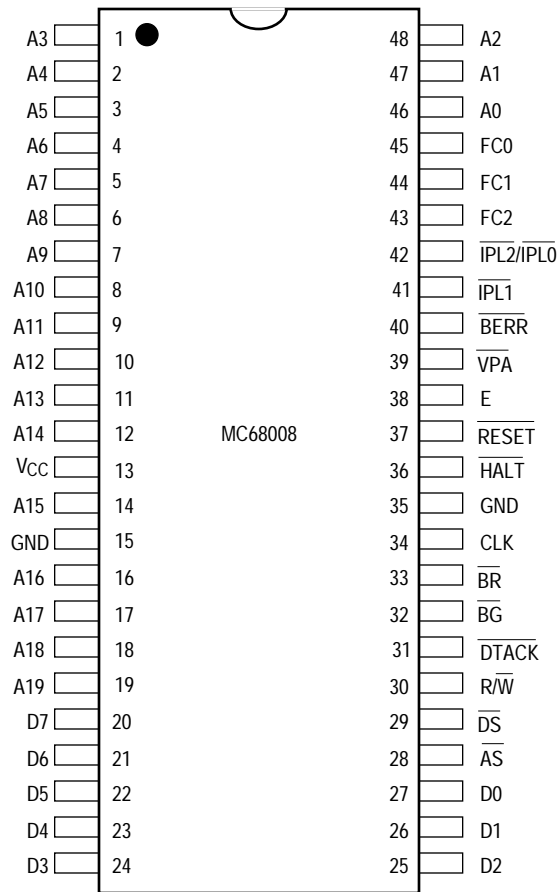 A3 1 48 A2
A4 2 47 A1
A5 3 46 A0
A6 4 45 FC0
A7 5 44 FC1
A8 6 43 FC2
A9 7 42 IPL2/IPL0
A10 8 41 IPL1
A11 9 40 BERR
A12 10 39 VPA
A13 11 38 E
A14 12 MC68008 37 RESET
VCC 13 36 HALT
A15 14 35 GND
GND 15 34 CLK
A16 16 33 BR
A17 17 32 BG
A18 18 31 DTACK
A19 19 30 R/W
D7 20 29 DS
D6 21 28 AS
D5 22 27 D0
D4 23 26 D1
D3 24 25 D2